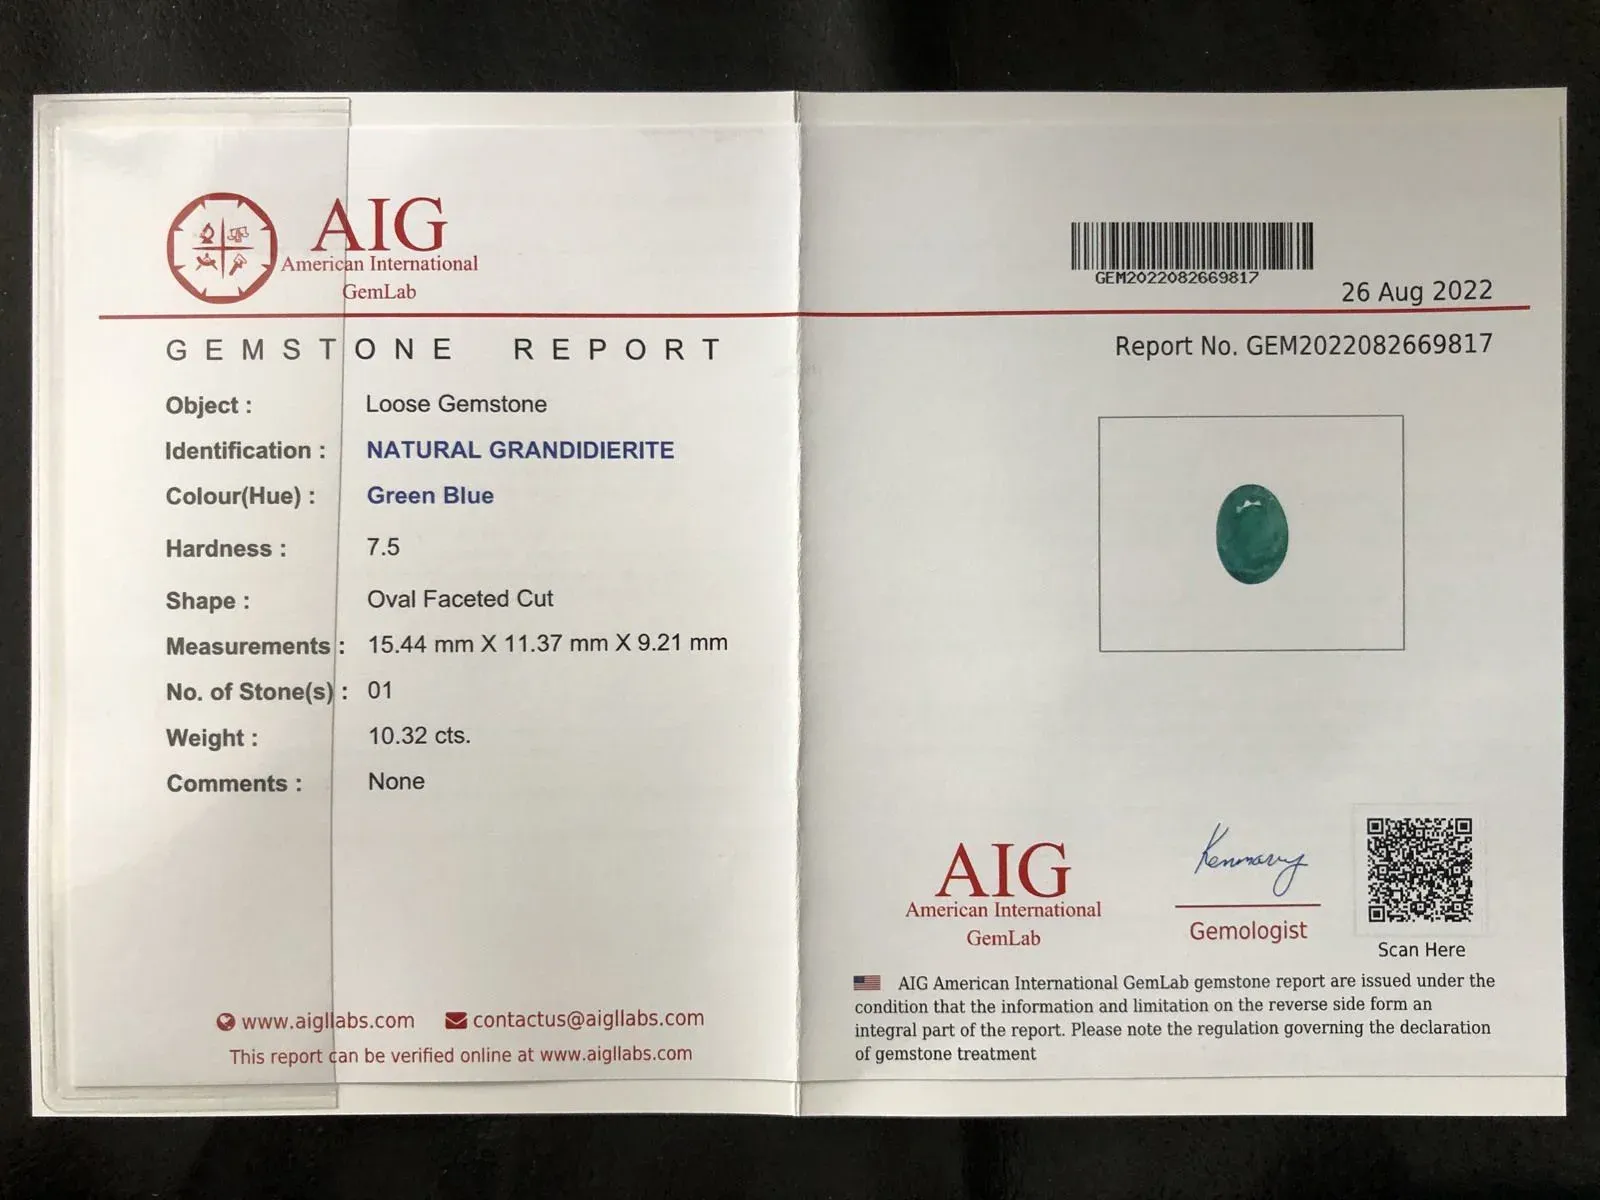 AIG
American International
GemLab
GEM2022082669817
26 Aug 2022
GEMSTONE REPORT
Report No. GEM2022082669817
Object : Loose Gemstone
Identification : NATURAL GRANDIDIERITE
Colour(Hue) : Green Blue
Hardness : 7.5
Shape : Oval Faceted Cut
Measurements : 15.44 mm X 11.37 mm X 9.21 mm
No. of Stone(s) : 01
Weight : 10.32 cts.
Comments : None
www.aigllabs.com contactus@aigllabs.com
This report can be verified online at www.aigllabs.com
AIG
American International
GemLab
Gemologist
Scan Here
AIG American International GemLab gemstone report are issued under the
condition that the information and limitation on the reverse side form an
integral part of the report. Please note the regulation governing the declaration
of gemstone treatment